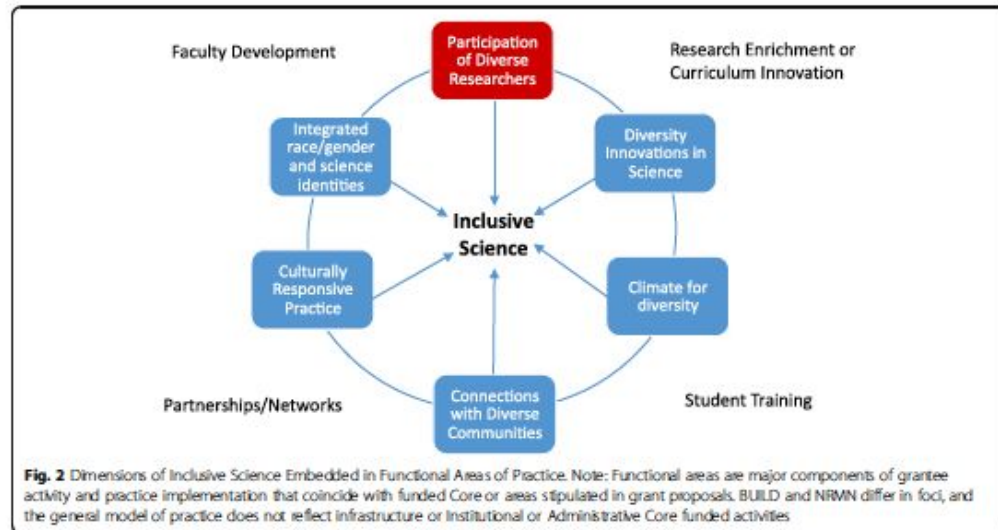 Faculty Development
Participation
of Diverse
Researchers
Research Enrichment or
Curriculum Innovation
Integrated
race/gender
and science
identities
Diversity
Innovations in
Science
Inclusive
Science
Culturally
Responsive
Practice
Climate for
diversity
Partnerships/Networks
Connections
with Diverse
Communities
Student Training
Fig. 2 Dimensions of Inclusive Science Embedded in Functional Areas of Practice. Note: Functional areas are major components of grantee
activity and practice implementation that coincide with funded Core or areas stipulated in grant proposals. BUILD and NRMN differ in foci, and
the general model of practice does not reflect infrastructure or Institutional or Administrative Core funded activities